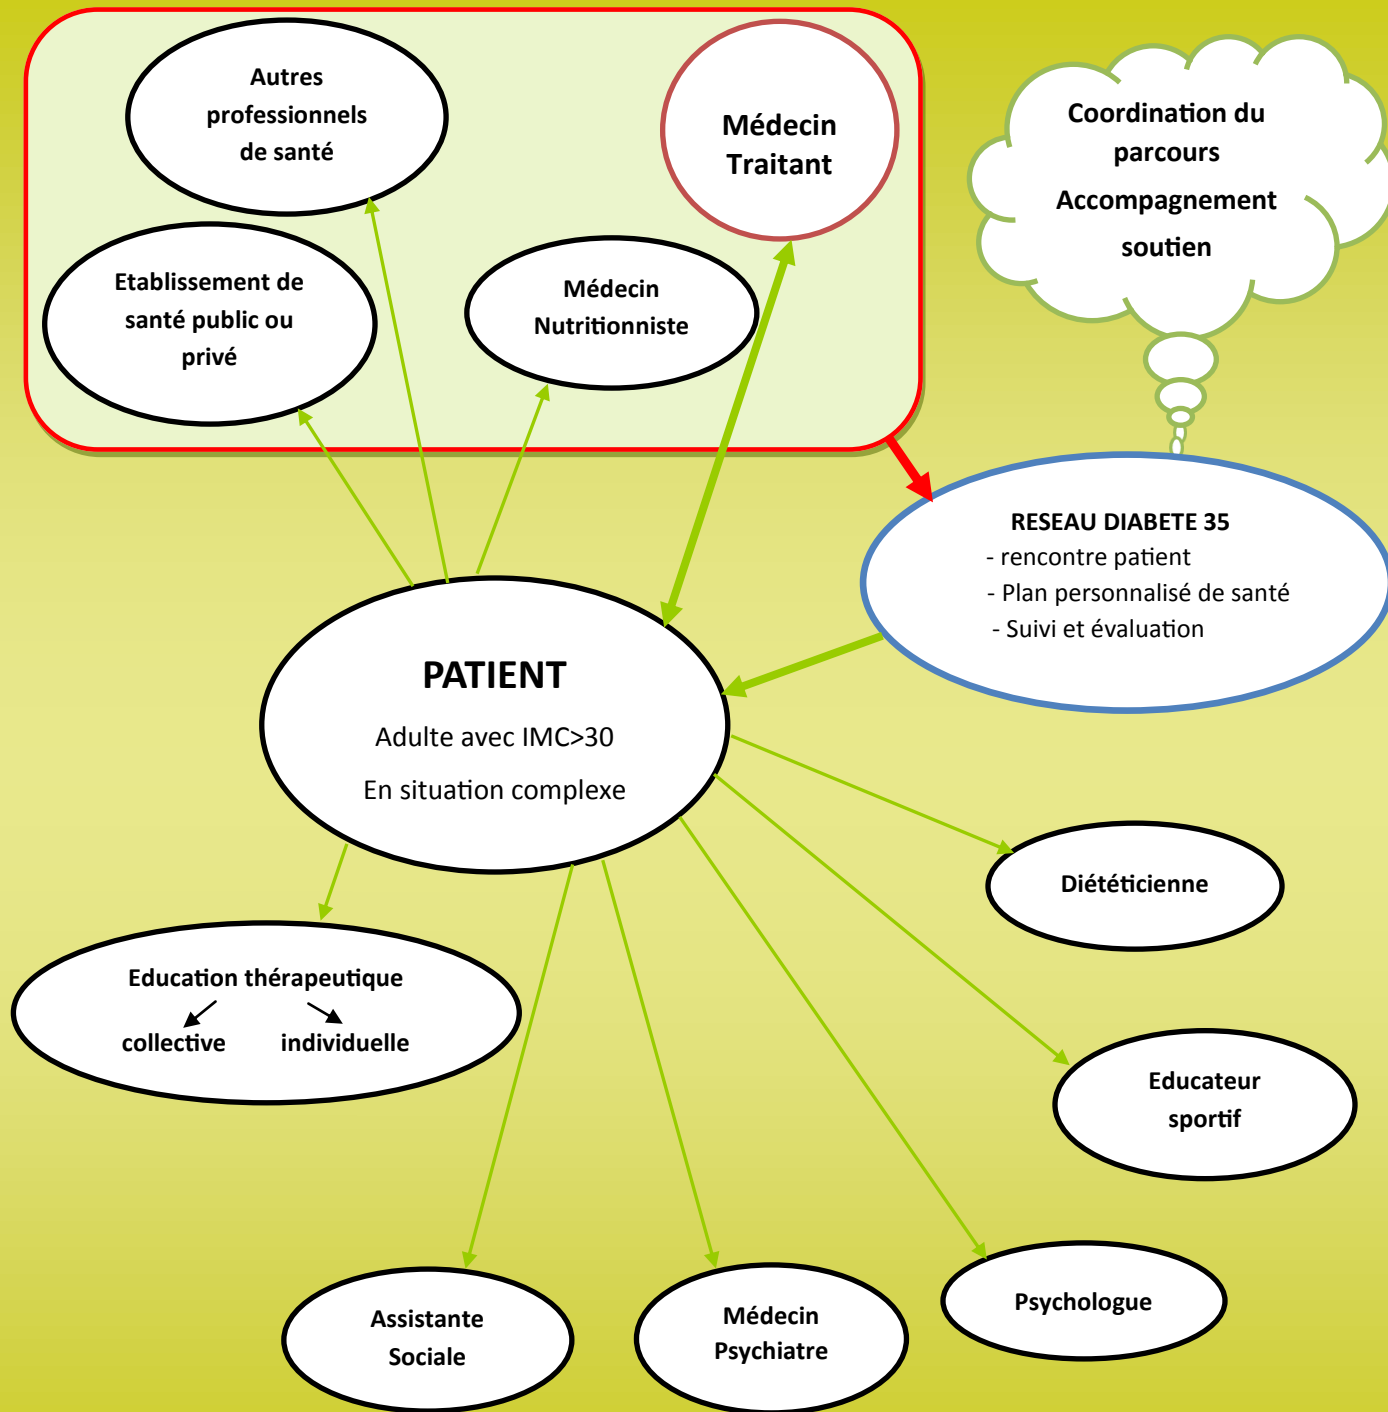 Autres
professionnels
de santé
Médecin
Traitant
Coordination du
parcours
Accompagnement
soutien
Etablissement de
santé public ou
privé
Médecin
Nutritionniste
RESEAU DIABETE 35
- rencontre patient
- Plan personnalisé de santé
- Suivi et évaluation
PATIENT
Adulte avec IMC>30
En situation complexe
Diététicienne
Education thérapeutique
collective individuelle
Educateur
sportif
Psychologue
Assistante
Sociale
Médecin
Psychiatre